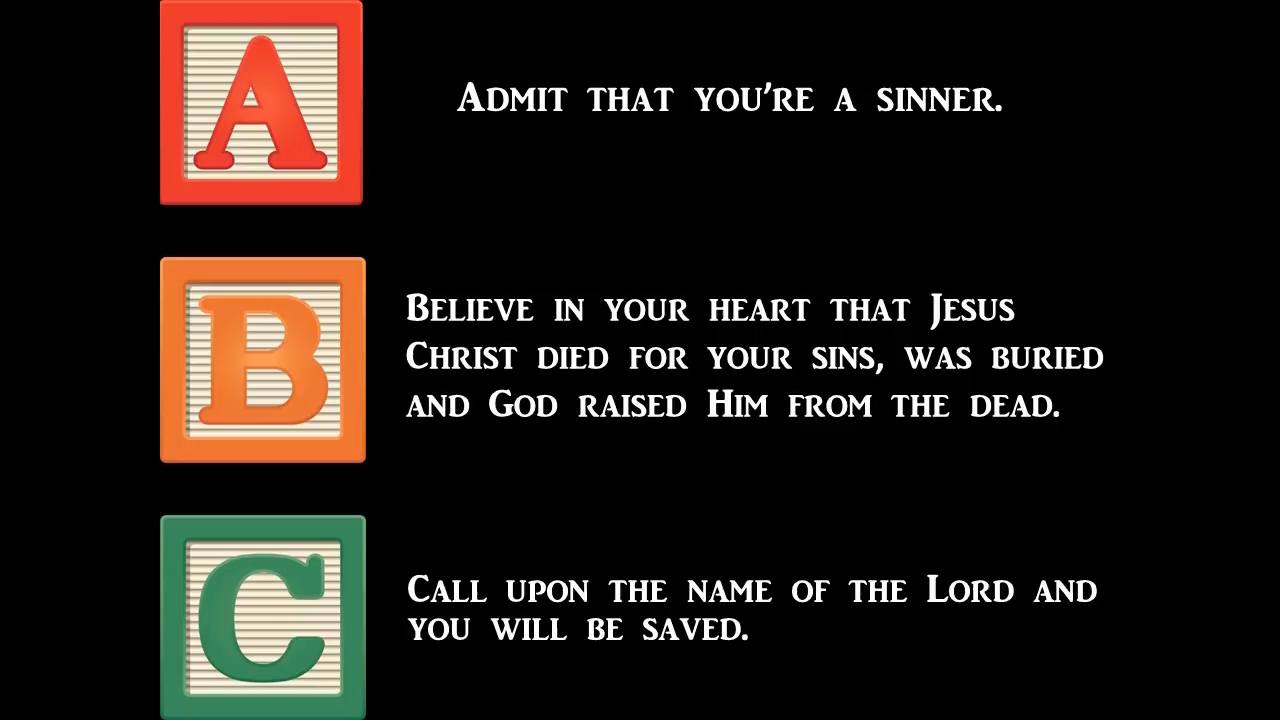 A
Admit that you're a sinner.
B
Believe in your heart that Jesus
Christ died for your sins, was buried
and God raised Him from the dead.
C
Call upon the name of the Lord and
you will be saved.